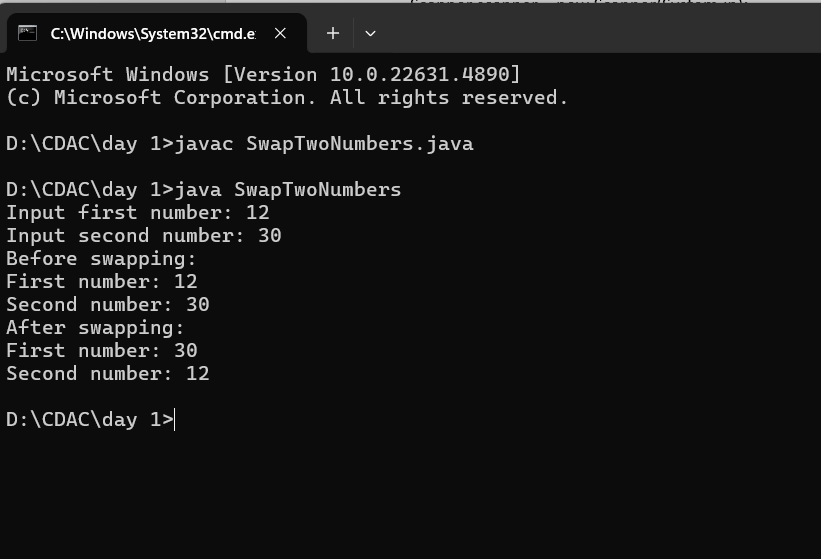 C:\Windows\System32\cmd.e
Microsoft Windows [Version 10.0.22631.4890]
(c) Microsoft Corporation. All rights reserved.
D:\CDAC\day 1>javac SwapTwoNumbers.java
D:\CDAC\day 1>java SwapTwoNumbers
Input first number: 12
Input second number: 30
Before swapping:
First number: 12
Second number: 30
After swapping:
First number: 30
Second number: 12
D:\CDAC\day 1>